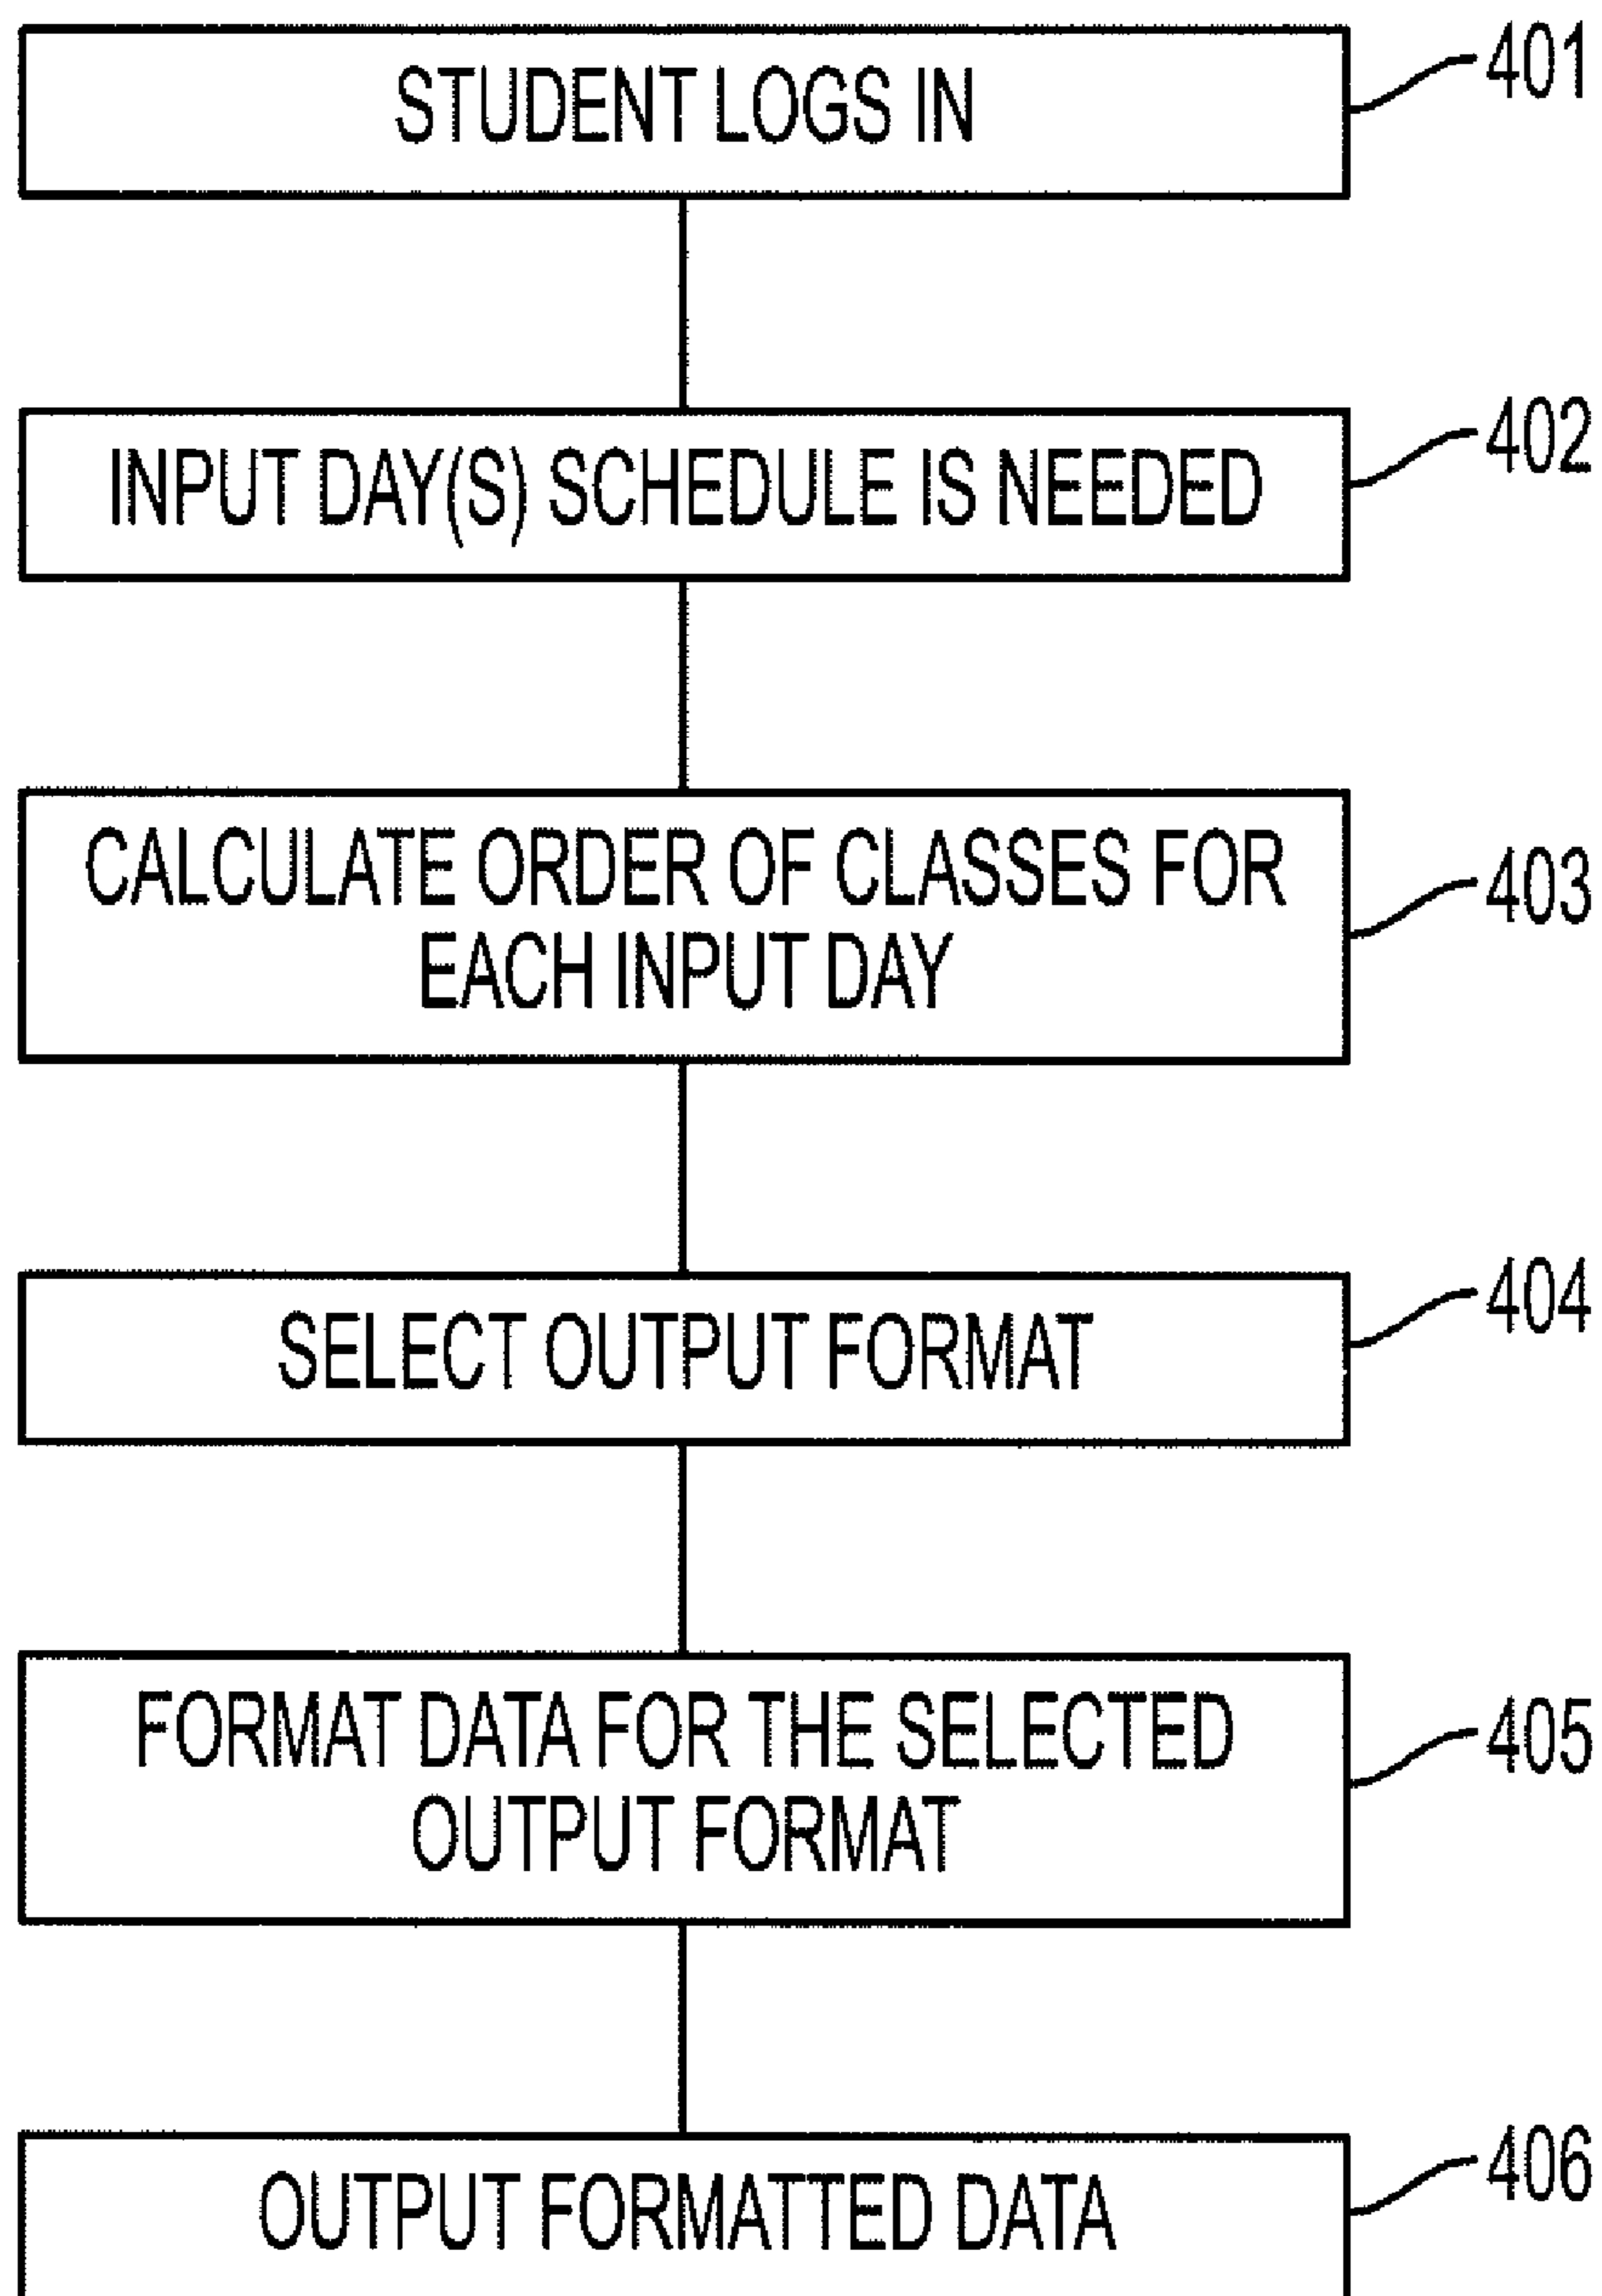 STUDENT LOGS IN
401
INPUT DAY(S) SCHEDULE IS NEEDED
402
CALCULATE ORDER OF CLASSES FOR
EACH INPUT DAY
403
SELECT OUTPUT FORMAT
404
FORMAT DATA FOR THE SELECTED
OUTPUT FORMAT
405
OUTPUT FORMATTED DATA
406